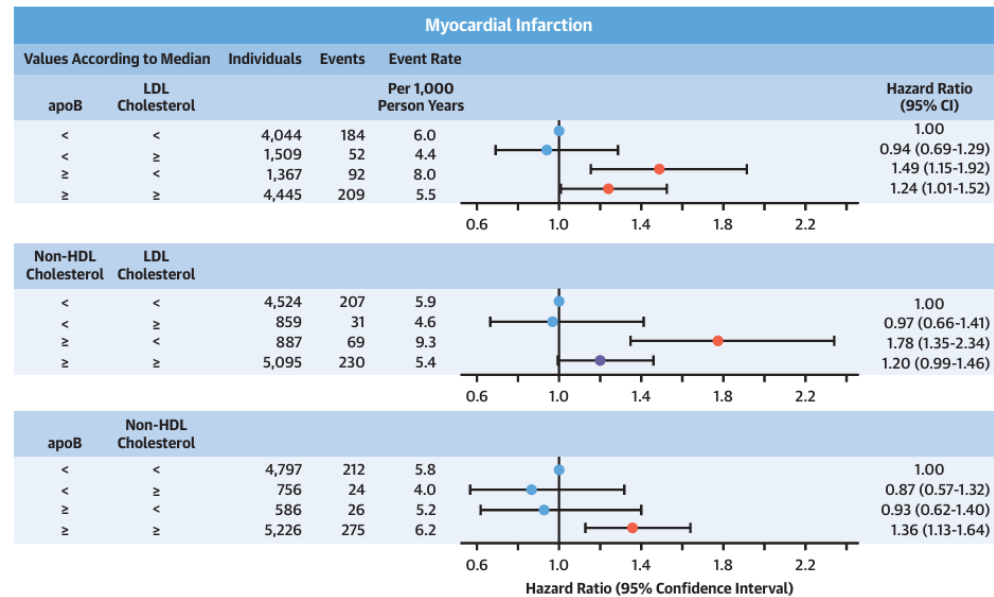 Myocardial Infarction
Values According to Median Individuals Events Event Rate
apoB LDL Cholesterol Per 1,000 Person Years Hazard Ratio (95% CI)
< < 4,044 184 6.0 1.00
< ≥ 1,509 52 4.4 0.94 (0.69-1.29)
≥ < 1,367 92 8.0 1.49 (1.15-1.92)
≥ ≥ 4,445 209 5.5 1.24 (1.01-1.52)
0.6 1.0 1.4 1.8 2.2
Non-HDL Cholesterol LDL Cholesterol
< < 4,524 207 5.9 1.00
< ≥ 859 31 4.6 0.97 (0.66-1.41)
≥ < 887 69 9.3 1.78 (1.35-2.34)
≥ ≥ 5,095 230 5.4 1.20 (0.99-1.46)
0.6 1.0 1.4 1.8 2.2
apoB Non-HDL Cholesterol
< < 4,797 212 5.8 1.00
< ≥ 756 24 4.0 0.87 (0.57-1.32)
≥ < 586 26 5.2 0.93 (0.62-1.40)
≥ ≥ 5,226 275 6.2 1.36 (1.13-1.64)
0.6 1.0 1.4 1.8 2.2
Hazard Ratio (95% Confidence Interval)